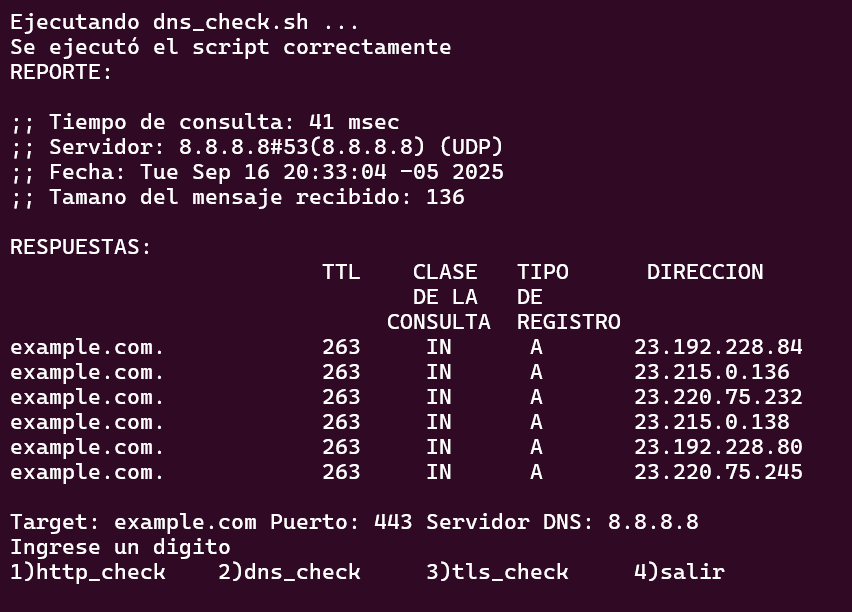 Ejecutando dns_check.sh ...
Se ejecutó el script correctamente
REPORTE:
;; Tiempo de consulta: 41 msec
;; Servidor: 8.8.8.8#53(8.8.8.8) (UDP)
;; Fecha: Tue Sep 16 20:33:04 -05 2025
;; Tamano del mensaje recibido: 136
RESPUESTAS:
TTL CLASE TIPO DIRECCION
DE LA DE
CONSULTA REGISTRO
example.com. 263 IN A 23.192.228.84
example.com. 263 IN A 23.215.0.136
example.com. 263 IN A 23.220.75.232
example.com. 263 IN A 23.215.0.138
example.com. 263 IN A 23.192.228.80
example.com. 263 IN A 23.220.75.245
Target: example.com Puerto: 443 Servidor DNS: 8.8.8.8
Ingrese un digito
1)http_check 2)dns_check 3)tls_check 4)salir